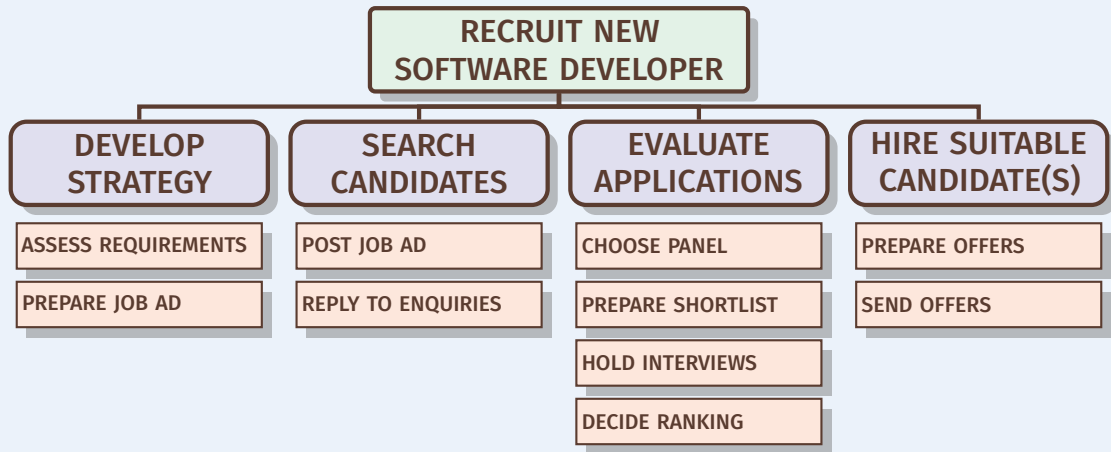 RECRUIT NEW
SOFTWARE DEVELOPER
DEVELOP
STRATEGY
ASSESS REQUIREMENTS
PREPARE JOB AD
SEARCH
CANDIDATES
POST JOB AD
REPLY TO ENQUIRIES
EVALUATE
APPLICATIONS
CHOOSE PANEL
PREPARE SHORTLIST
HOLD INTERVIEWS
DECIDE RANKING
HIRE SUITABLE
CANDIDATE(S)
PREPARE OFFERS
SEND OFFERS